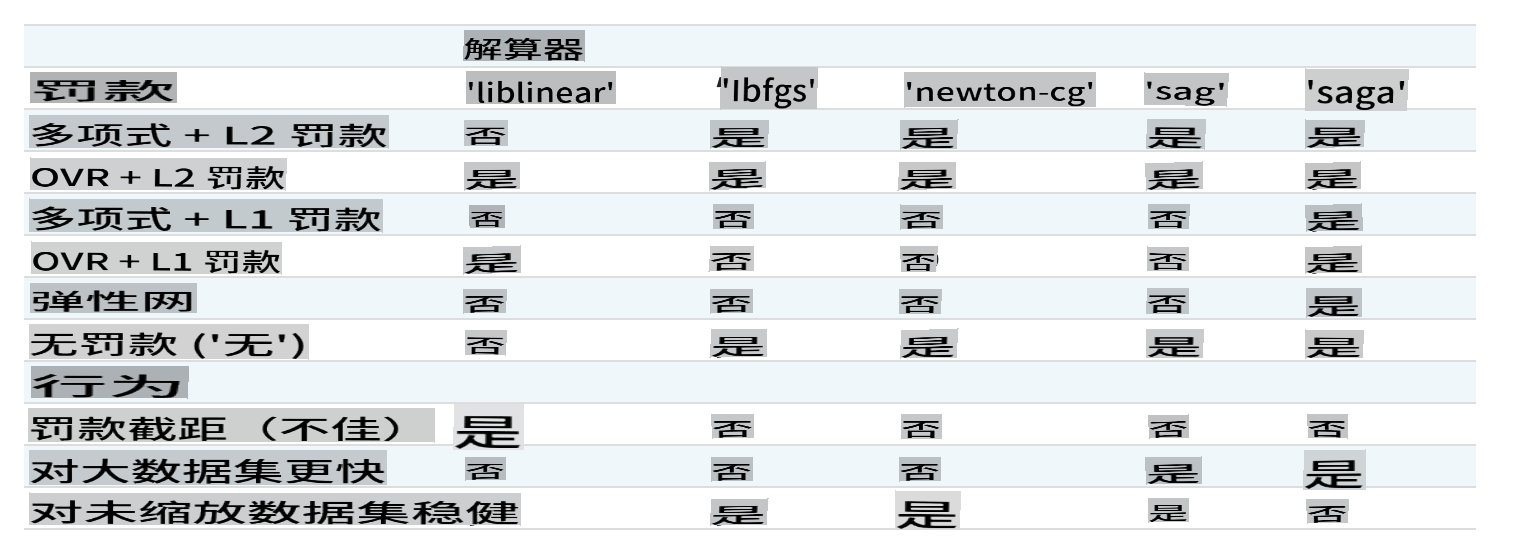 解算器
罚款 'liblinear' “'Ibfgs' 'newton-cg' 'sag' 'saga'
多项式 + L2 罚款 否 是 是 是 是
OVR + L2 罚款 是 是 是 是 是
多项式 + L1 罚款 否 否 否 否 是
OVR + L1 罚款 是 否 否 否 是
弹性网 否 否 否 否 是
无罚款 ('无') 否 是 是 是 是
行为
罚款截距 （不佳） 是 否 否 否 否
对大数据集更快 否 否 否 是 是
对未缩放数据集稳健 是 是 是 否